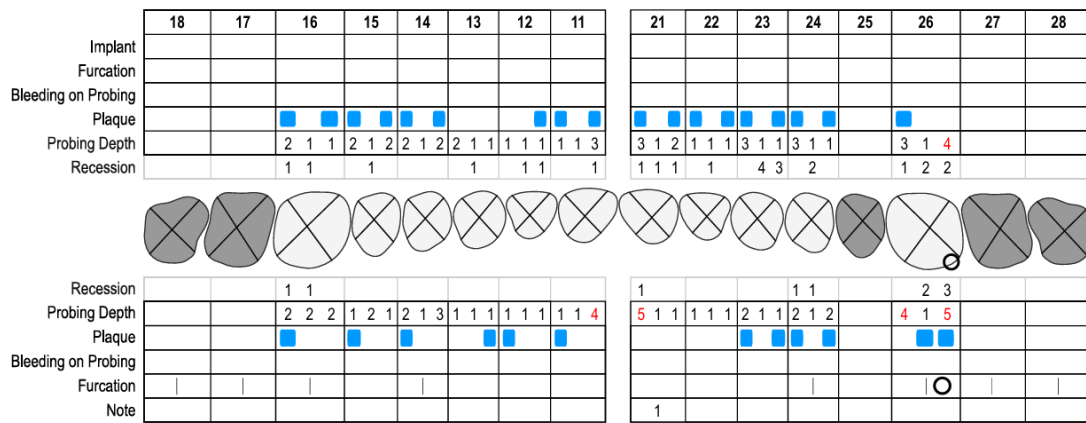 18 17 16 15 14 13 12 11 21 22 23 24 25 26 27 28
Implant
Furcation
Bleeding on Probing
Plaque
Probing Depth 2 1 1 2 1 2 2 1 2 2 1 1 1 1 1 1 1 3 3 1 2 1 1 1 3 1 1 3 1 1 3 1 4
Recession 1 1 1 1 1 1 1 1 1 1 1 4 3 2 1 2 2
Recession 1 1 1 1 1 2 3
Probing Depth 2 2 2 1 2 1 2 1 3 1 1 1 1 1 1 1 1 4 5 1 1 1 1 1 2 1 1 2 1 2 4 1 5
Plaque
Bleeding on Probing
Furcation
Note 1